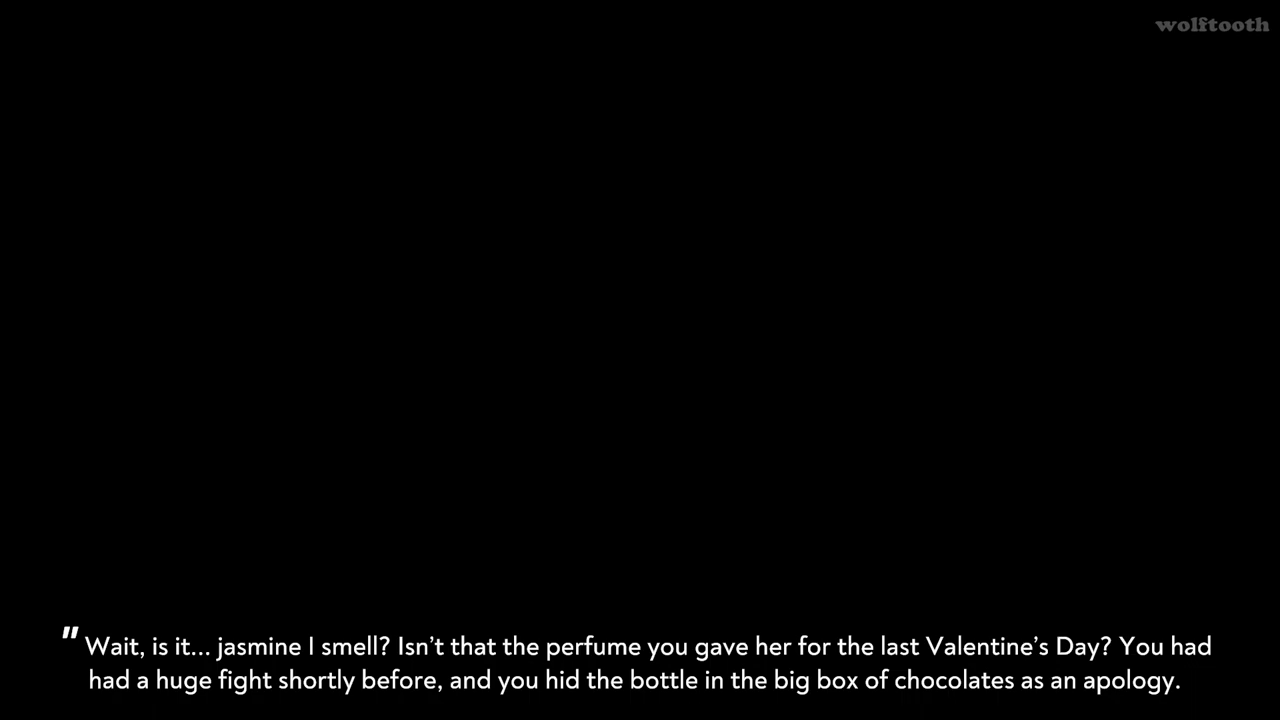 wolftooth
" Wait, is it... jasmine I smell? Isn't that the perfume you gave her for the last Valentine's Day? You had
had a huge fight shortly before, and you hid the bottle in the big box of chocolates as an apology.